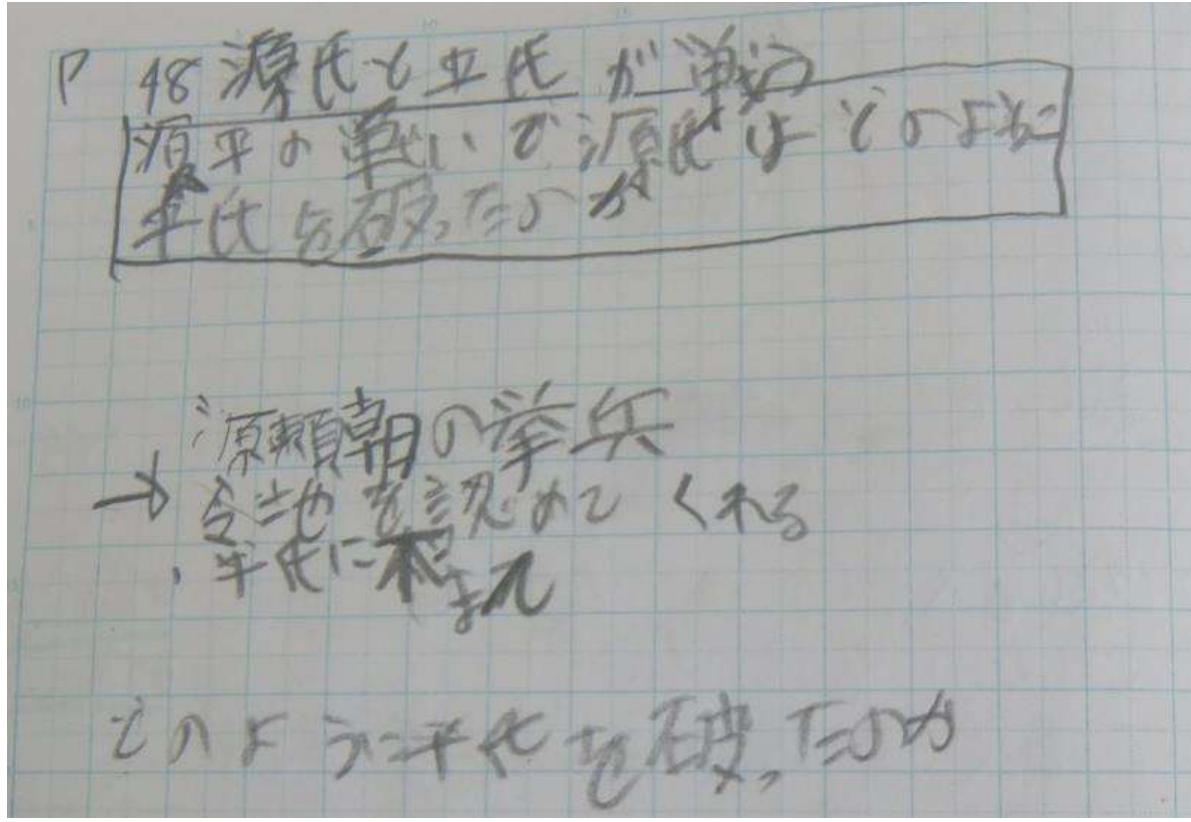 P 48 源氏と平氏が戦う
源平の戦いで源氏はどのように
平氏を破ったのか
源頼朝の挙兵
→ 令地を認めてくれる
・平氏に不
どのように平氏を破ったのか